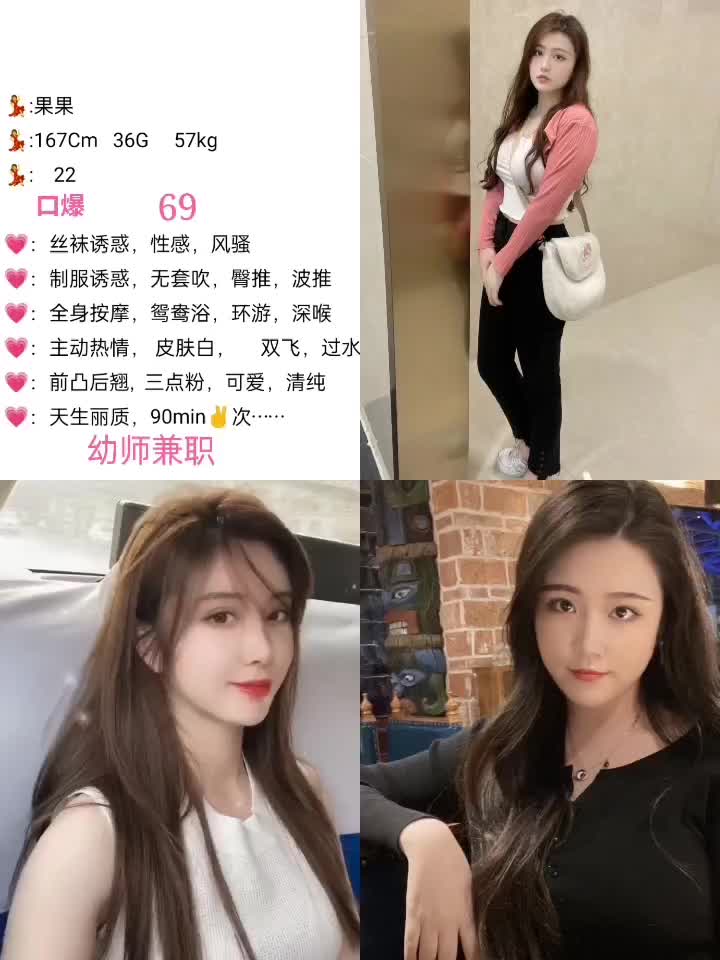 💃:果果
💃:167Cm 36G 57kg
💃: 22
口爆 69
💗：丝袜诱惑，性感，风骚
💗：制服诱惑，无套吹，臀推，波推
💗：全身按摩，鸳鸯浴，环游，深喉
💗：主动热情， 皮肤白， 双飞，过水
💗：前凸后翘, 三点粉，可爱，清纯
💗：天生丽质，90min✌次……
幼师兼职